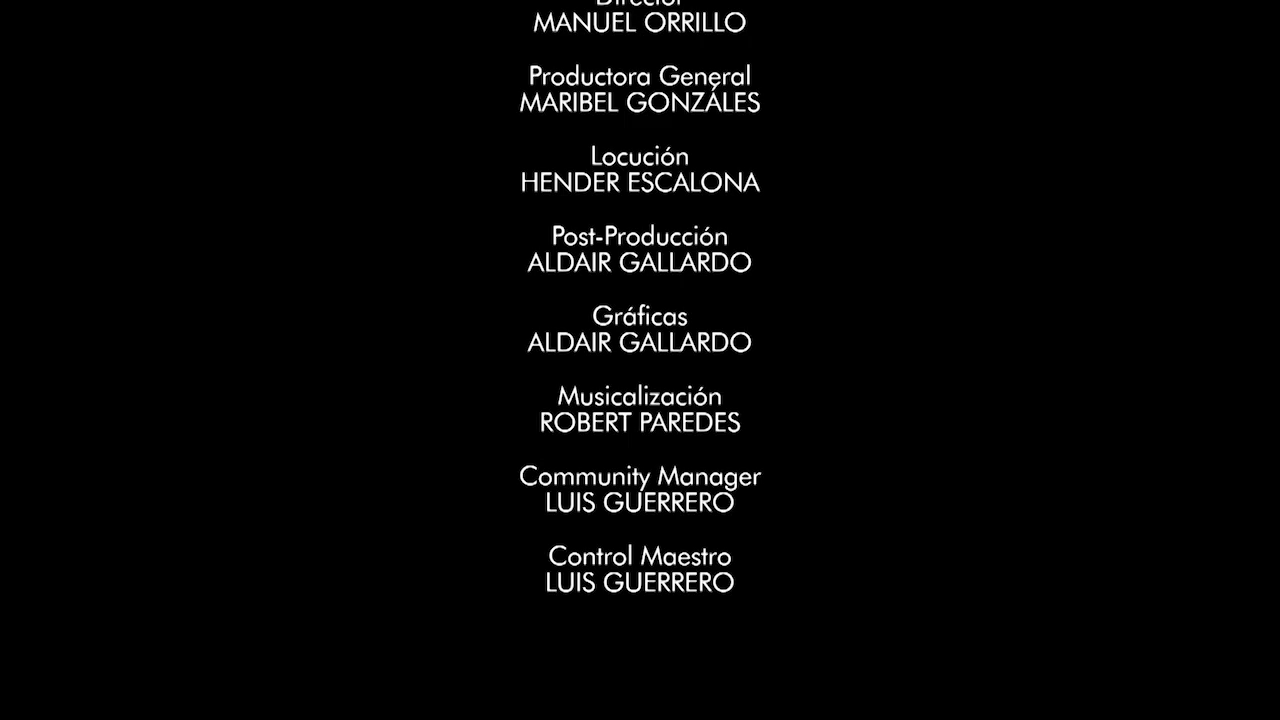 Director
MANUEL ORRILLO
Productora General
MARIBEL GONZÁLES
Locución
HENDER ESCALONA
Post-Producción
ALDAIR GALLARDO
Gráficas
ALDAIR GALLARDO
Musicalización
ROBERT PAREDES
Community Manager
LUIS GUERRERO
Control Maestro
LUIS GUERRERO